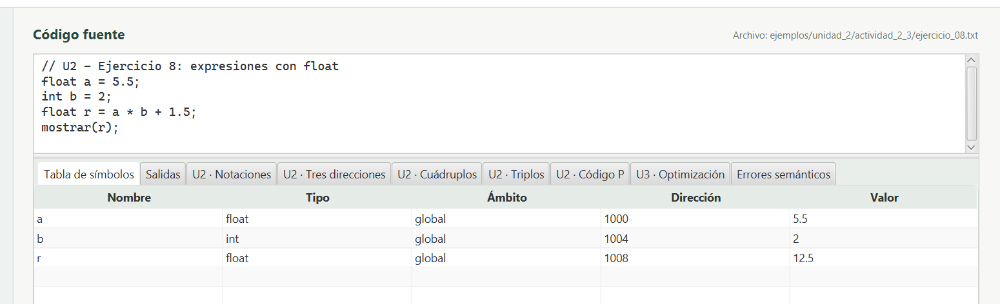 Código fuente
Archivo: ejemplos/unidad_2/actividad_2_3/ejercicio_08.txt
// U2 – Ejercicio 8: expresiones con float
float a = 5.5;
int b = 2;
float r = a * b + 1.5;
mostrar(r);
Tabla de símbolos Salidas U2 · Notaciones U2 · Tres direcciones U2 · Cuádruplos U2 · Triplos U2 · Código P U3 · Optimización Errores semánticos
Nombre Tipo Ámbito Dirección Valor
a float global 1000 5.5
b int global 1004 2
r float global 1008 12.5